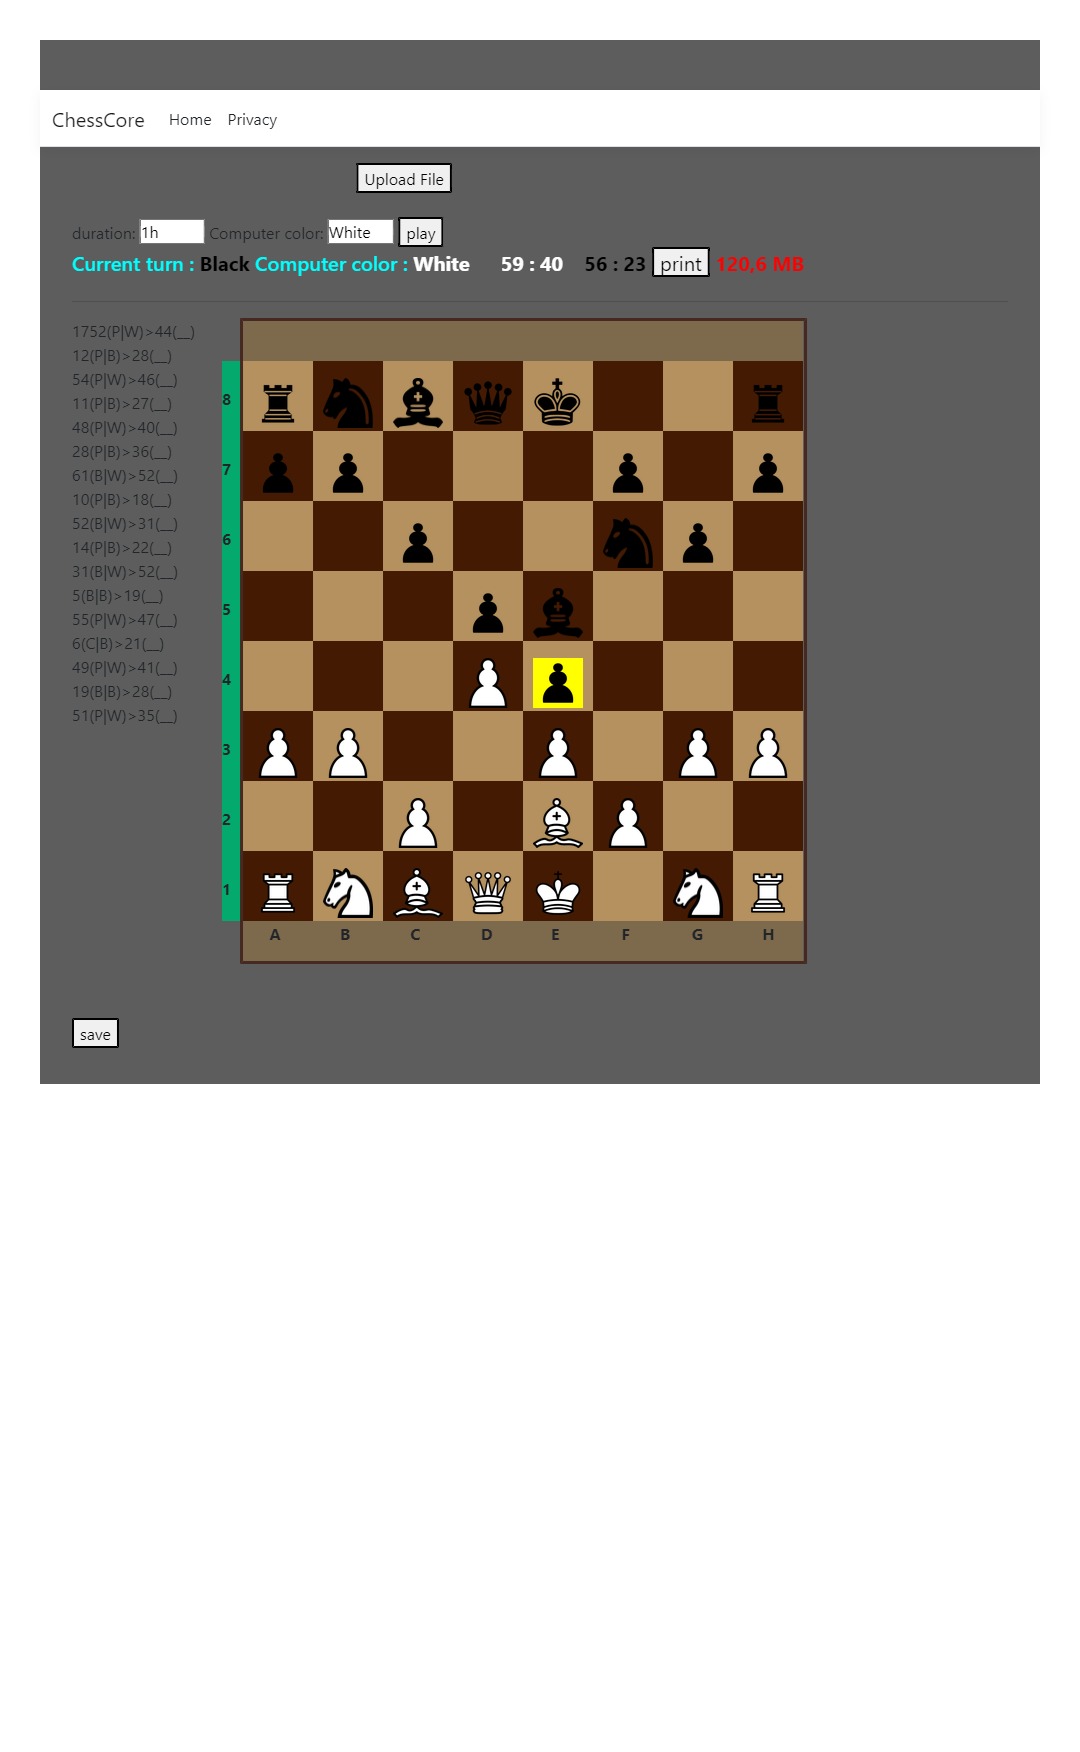 ChessCore Home Privacy
Upload File
duration: 1h Computer color: White play
Current turn : Black Computer color : White 59 : 40 56 : 23 print 120,6 MB
1752(P|W)>44(__)
12(P|B)>28(__)
54(P|W)>46(__)
11(P|B)>27(__)
48(P|W)>40(__)
28(P|B)>36(__)
61(B|W)>52(__)
10(P|B)>18(__)
52(B|W)>31(__)
14(P|B)>22(__)
31(B|W)>52(__)
5(B|B)>19(__)
55(P|W)>47(__)
6(C|B)>21(__)
49(P|W)>41(__)
19(B|B)>28(__)
51(P|W)>35(__)
8
7
6
5
4
3
2
1
A B C D E F G H
save